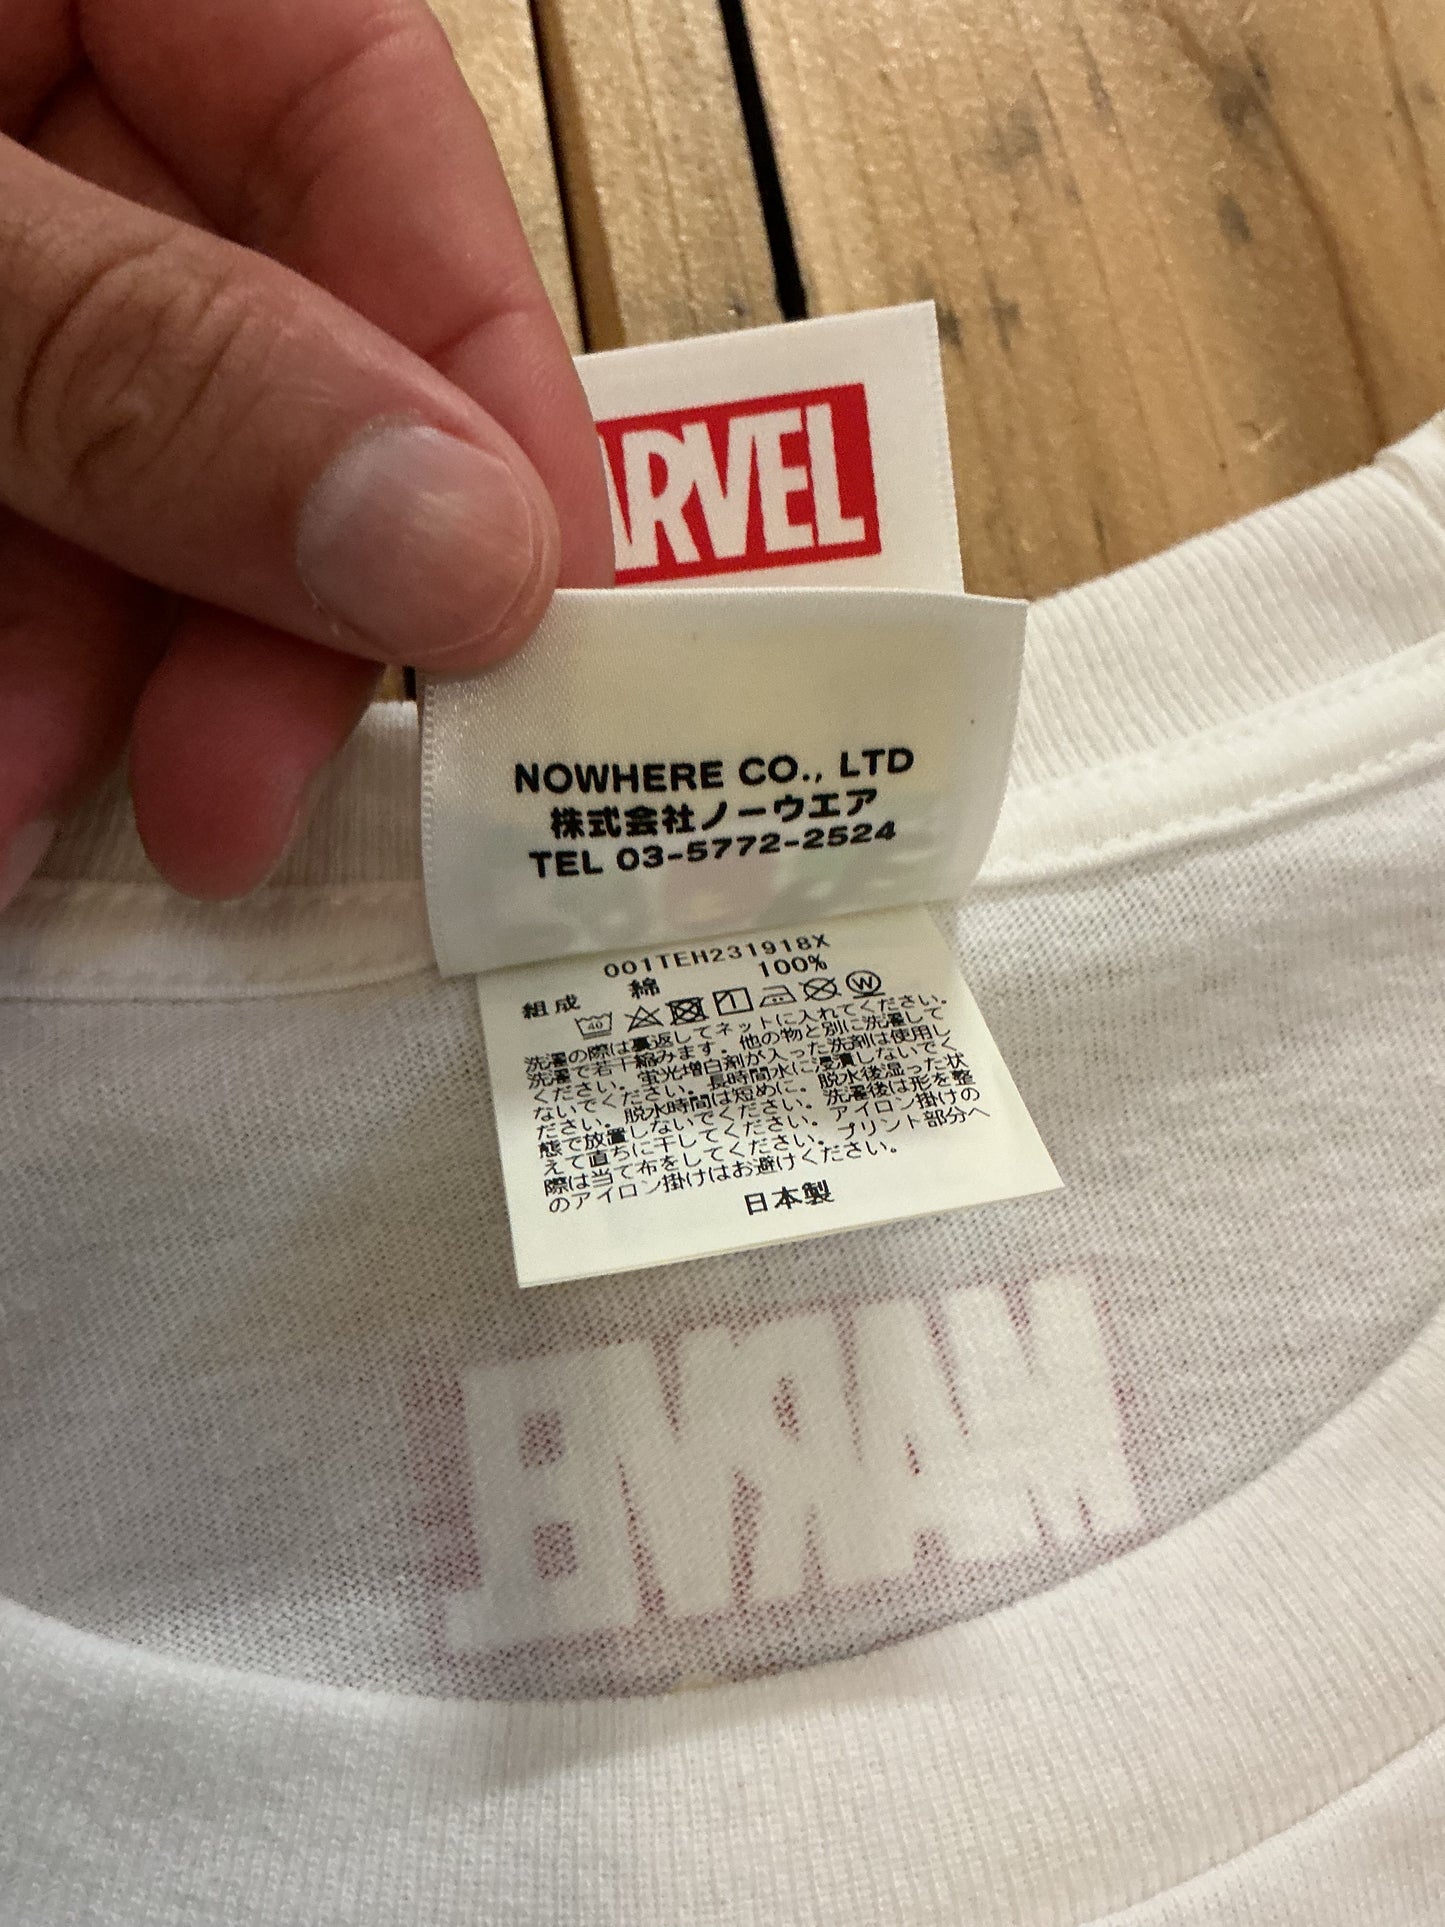 MARVEL
NOWHERE CO., LTD
株式会社ノーウエア
TEL 03-5772-2524
001TEH231918X
組成 綿 100%
40 W
洗濯の際は裏返してネットに入れてください。
洗濯で若干縮みます。他の物と別に洗濯して
ください。蛍光増白剤が入った洗剤は使用し
ないでください。長時間水に浸漬しないでく
ださい。脱水時間は短めに。脱水後湿った状
態で放置しないでください。洗濯後は形を整
えて直ちに干してください。アイロン掛けの
際は当て布をしてください。プリント部分へ
のアイロン掛けはお避けください。
日本製